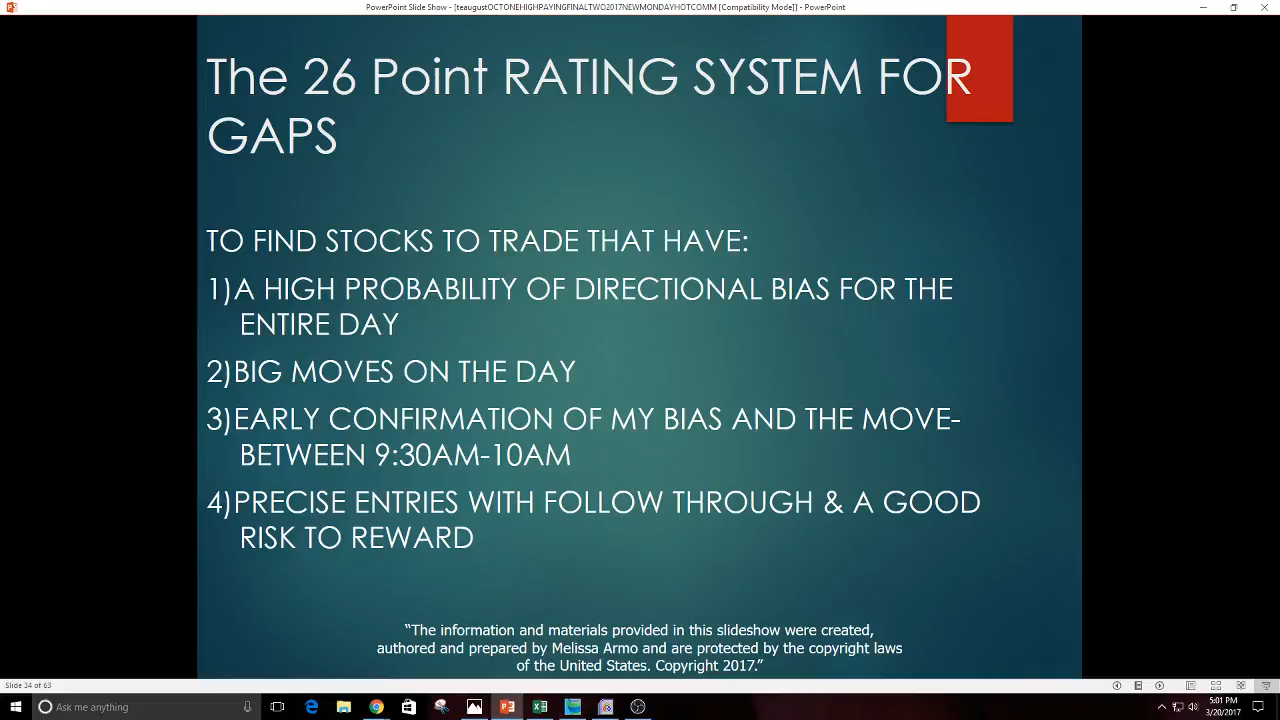 PowerPoint Slide Show - [teaugustOCTONEHIGHPAYINGFINALTWO2017NEWMONDAYHOTCOMM [Compatibility Mode]] - PowerPoint
The 26 Point RATING SYSTEM FOR
GAPS
TO FIND STOCKS TO TRADE THAT HAVE:
1)A HIGH PROBABILITY OF DIRECTIONAL BIAS FOR THE
ENTIRE DAY
2)BIG MOVES ON THE DAY
3)EARLY CONFIRMATION OF MY BIAS AND THE MOVE-
BETWEEN 9:30AM-10AM
4)PRECISE ENTRIES WITH FOLLOW THROUGH & A GOOD
RISK TO REWARD
“The information and materials provided in this slideshow were created,
authored and prepared by Melissa Armo and are protected by the copyright laws
of the United States. Copyright 2017.”
Slide 34 of 63
Ask me anything
5:01 PM
3/20/2017